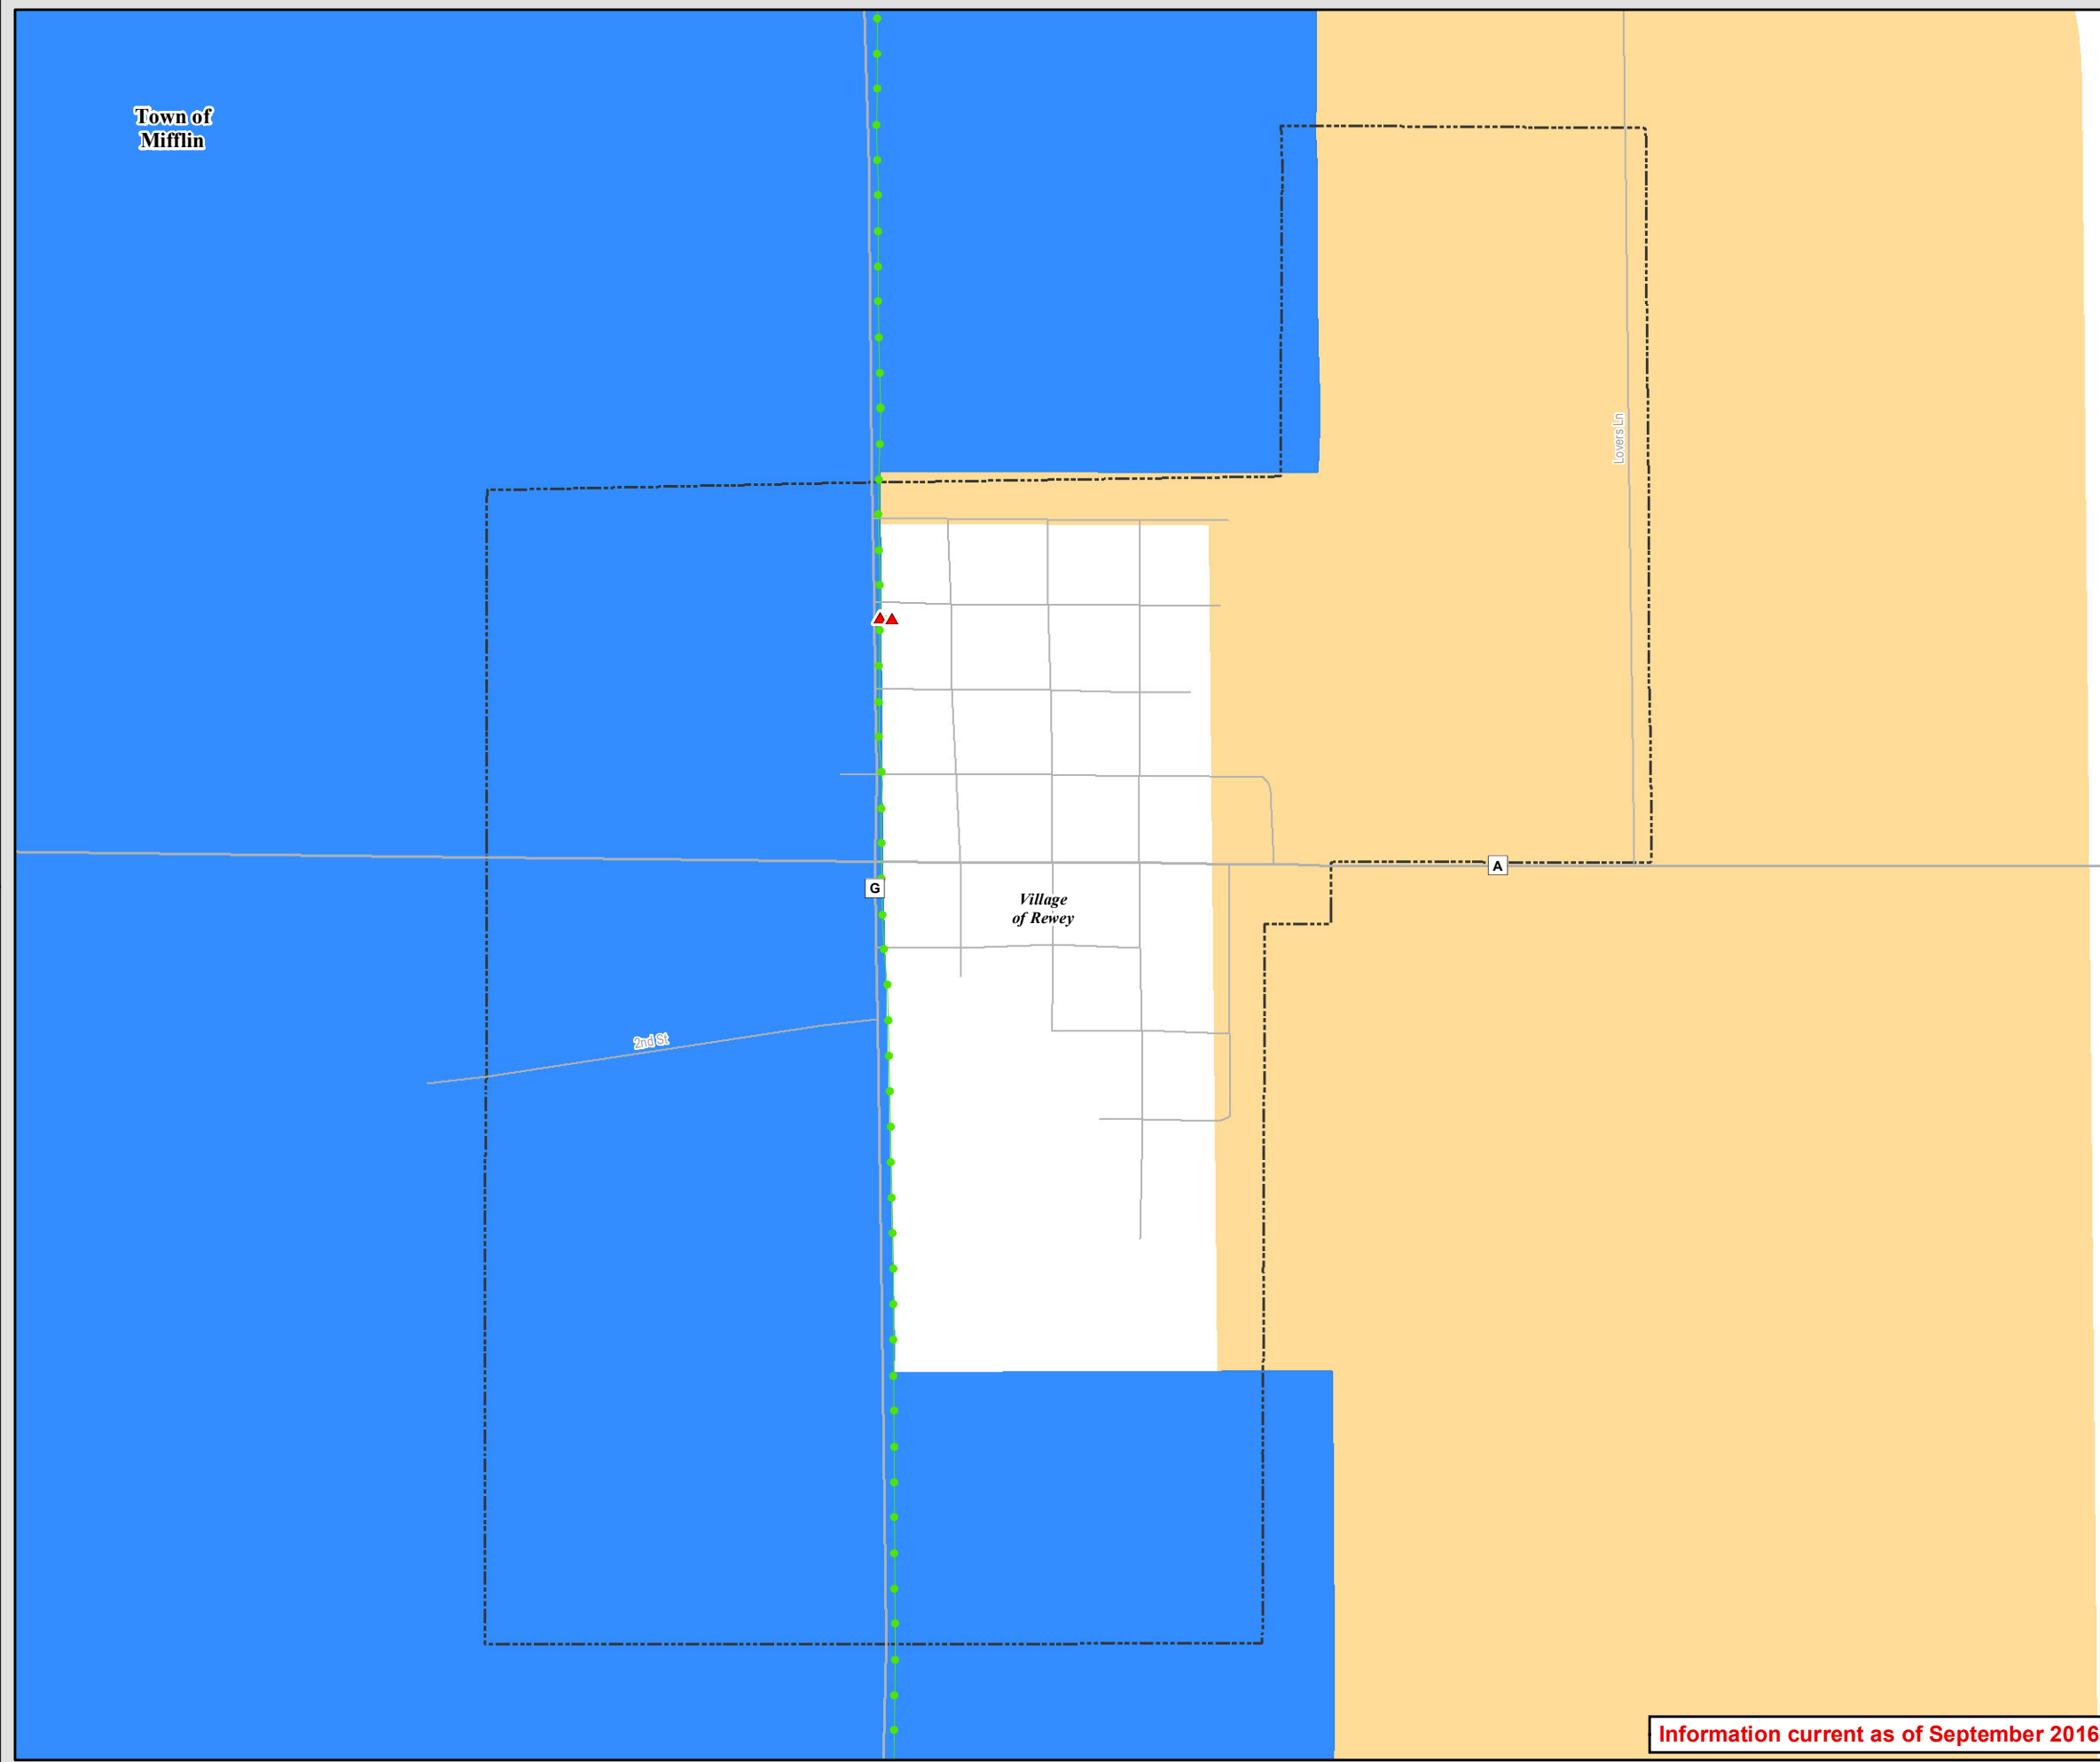 Town of
Mifflin
Lovers Ln
A
G
Village
of Rewey
2nd St
Information current as of September 2016